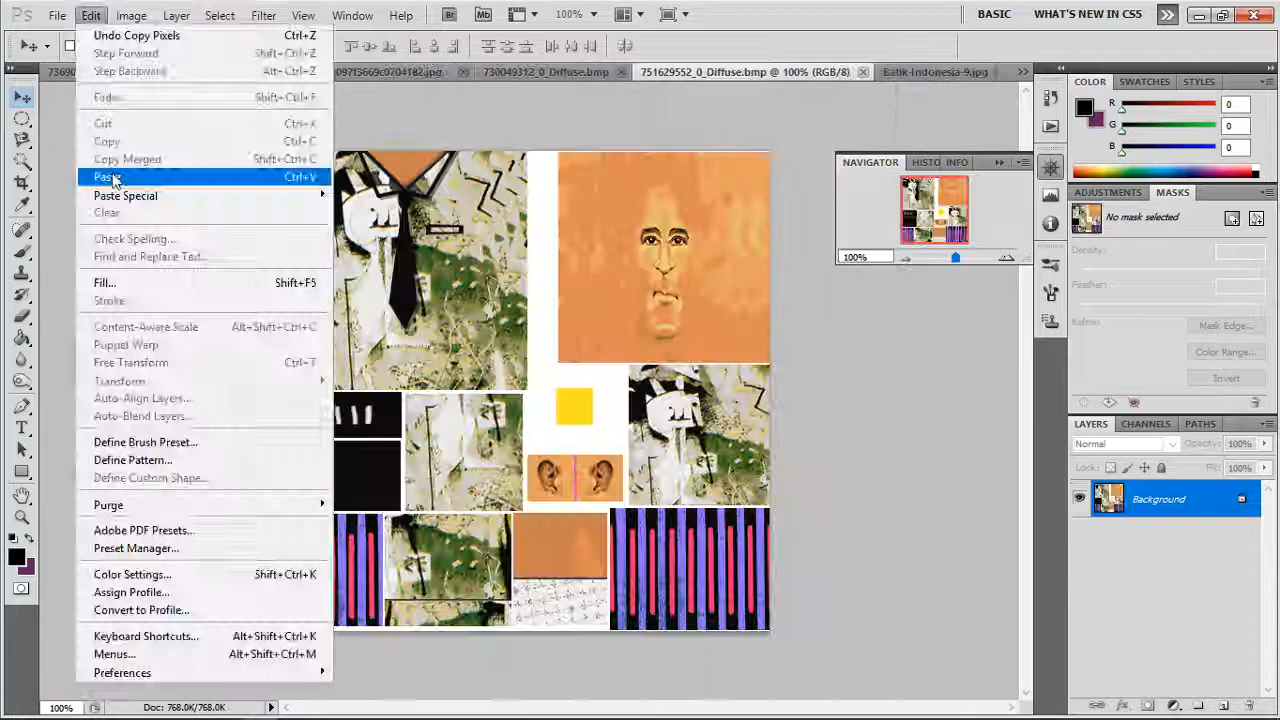 Ps File Edit Image Layer Select Filter View Window Help Br Mb 100% BASIC WHAT'S NEW IN CS5
Undo Copy Pixels Ctrl+Z
Step Forward Shift+Ctrl+Z
Step Backward Alt+Ctrl+Z
Fade... Shift+Ctrl+F
Cut Ctrl+X
Copy Ctrl+C
Copy Merged Shift+Ctrl+C
Paste Ctrl+V
Paste Special
Clear
Check Spelling...
Find and Replace Text...
Fill... Shift+F5
Stroke...
Content-Aware Scale Alt+Shift+Ctrl+C
Puppet Warp
Free Transform Ctrl+T
Transform
Auto-Align Layers...
Auto-Blend Layers...
Define Brush Preset...
Define Pattern...
Define Custom Shape...
Purge
Adobe PDF Presets...
Preset Manager...
Color Settings... Shift+Ctrl+K
Assign Profile...
Convert to Profile...
Keyboard Shortcuts... Alt+Shift+Ctrl+K
Menus... Alt+Shift+Ctrl+M
Preferences
730049312_0_Diffuse.bmp 751629552_0_Diffuse.bmp @ 100% (RGB/8) Batik-Indonesia-9.jpg
NAVIGATOR HISTO INFO
100%
COLOR SWATCHES STYLES
R 0
G 0
B 0
ADJUSTMENTS MASKS
No mask selected
Density:
Feather:
Refine:
Mask Edge...
Color Range...
Invert
LAYERS CHANNELS PATHS
Normal Opacity: 100%
Lock: Fill: 100%
Background
100% Doc: 768.0K/768.0K